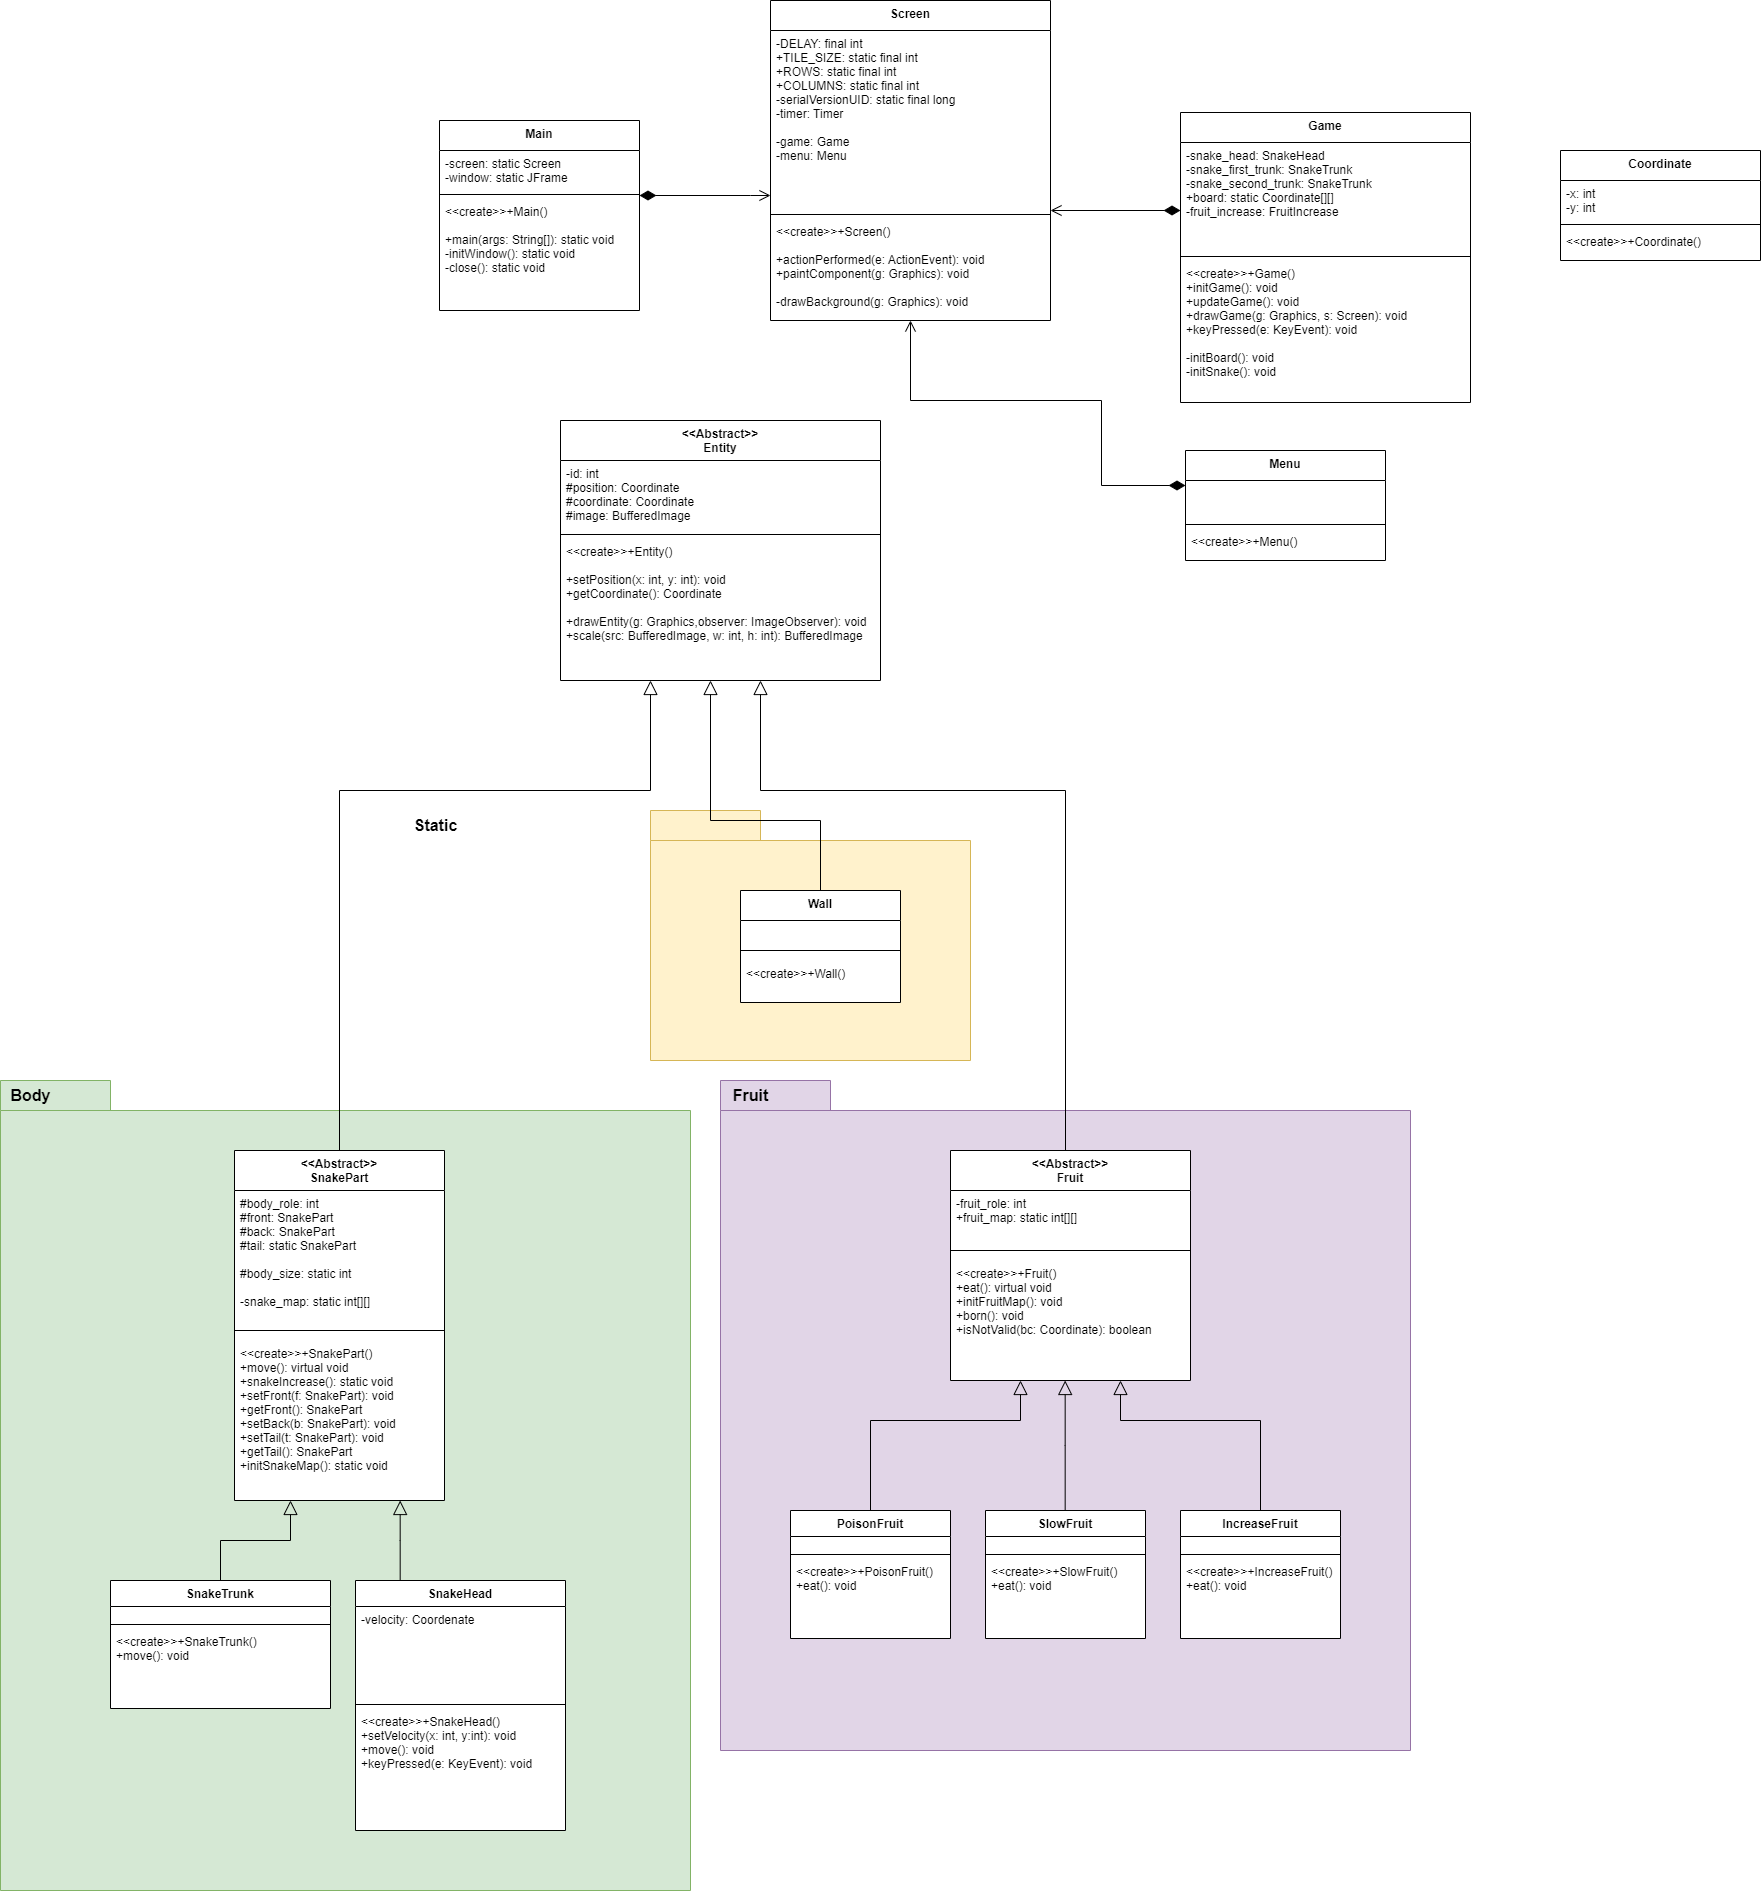 Screen
-DELAY: final int
+TILE_SIZE: static final int
+ROWS: static final int
+COLUMNS: static final int
-serialVersionUID: static final long
-timer: Timer
-game: Game
-menu: Menu
<<create>>+Screen()
+actionPerformed(e: ActionEvent): void
+paintComponent(g: Graphics): void
-drawBackground(g: Graphics): void
Main
-screen: static Screen
-window: static JFrame
<<create>>+Main()
+main(args: String[]): static void
-initWindow(): static void
-close(): static void
Game
-snake_head: SnakeHead
-snake_first_trunk: SnakeTrunk
-snake_second_trunk: SnakeTrunk
+board: static Coordinate[][]
-fruit_increase: FruitIncrease
<<create>>+Game()
+initGame(): void
+updateGame(): void
+drawGame(g: Graphics, s: Screen): void
+keyPressed(e: KeyEvent): void
-initBoard(): void
-initSnake(): void
Coordinate
-x: int
-y: int
<<create>>+Coordinate()
<<Abstract>>
Entity
-id: int
#position: Coordinate
#coordinate: Coordinate
#image: BufferedImage
<<create>>+Entity()
+setPosition(x: int, y: int): void
+getCoordinate(): Coordinate
+drawEntity(g: Graphics,observer: ImageObserver): void
+scale(src: BufferedImage, w: int, h: int): BufferedImage
Menu
<<create>>+Menu()
Static
Wall
<<create>>+Wall()
Body
<<Abstract>>
SnakePart
#body_role: int
#front: SnakePart
#back: SnakePart
#tail: static SnakePart
#body_size: static int
-snake_map: static int[][]
<<create>>+SnakePart()
+move(): virtual void
+snakeIncrease(): static void
+setFront(f: SnakePart): void
+getFront(): SnakePart
+setBack(b: SnakePart): void
+setTail(t: SnakePart): void
+getTail(): SnakePart
+initSnakeMap(): static void
SnakeTrunk
<<create>>+SnakeTrunk()
+move(): void
SnakeHead
-velocity: Coordenate
<<create>>+SnakeHead()
+setVelocity(x: int, y:int): void
+move(): void
+keyPressed(e: KeyEvent): void
Fruit
<<Abstract>>
Fruit
-fruit_role: int
+fruit_map: static int[][]
<<create>>+Fruit()
+eat(): virtual void
+initFruitMap(): void
+born(): void
+isNotValid(bc: Coordinate): boolean
PoisonFruit
<<create>>+PoisonFruit()
+eat(): void
SlowFruit
<<create>>+SlowFruit()
+eat(): void
IncreaseFruit
<<create>>+IncreaseFruit()
+eat(): void